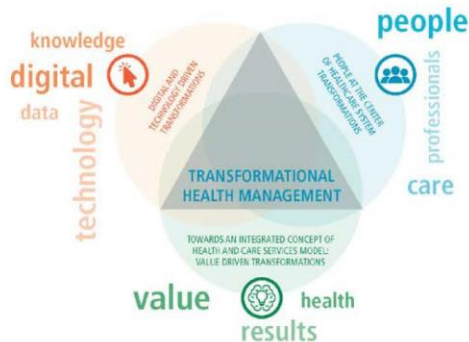 people
knowledge
digital
data
technology
DIGITAL AND
TECHNOLOGY DRIVEN
TRANSFORMATIONS
PEOPLE AT THE CENTER
OF HEALTHCARE SYSTEM
TRANSFORMATIONS
professionals
care
TRANSFORMATIONAL
HEALTH MANAGEMENT
TOWARDS AN INTEGRATED CONCEPT OF
HEALTH AND CARE SERVICES MODEL:
VALUE DRIVEN TRANSFORMATIONS
value
health
results